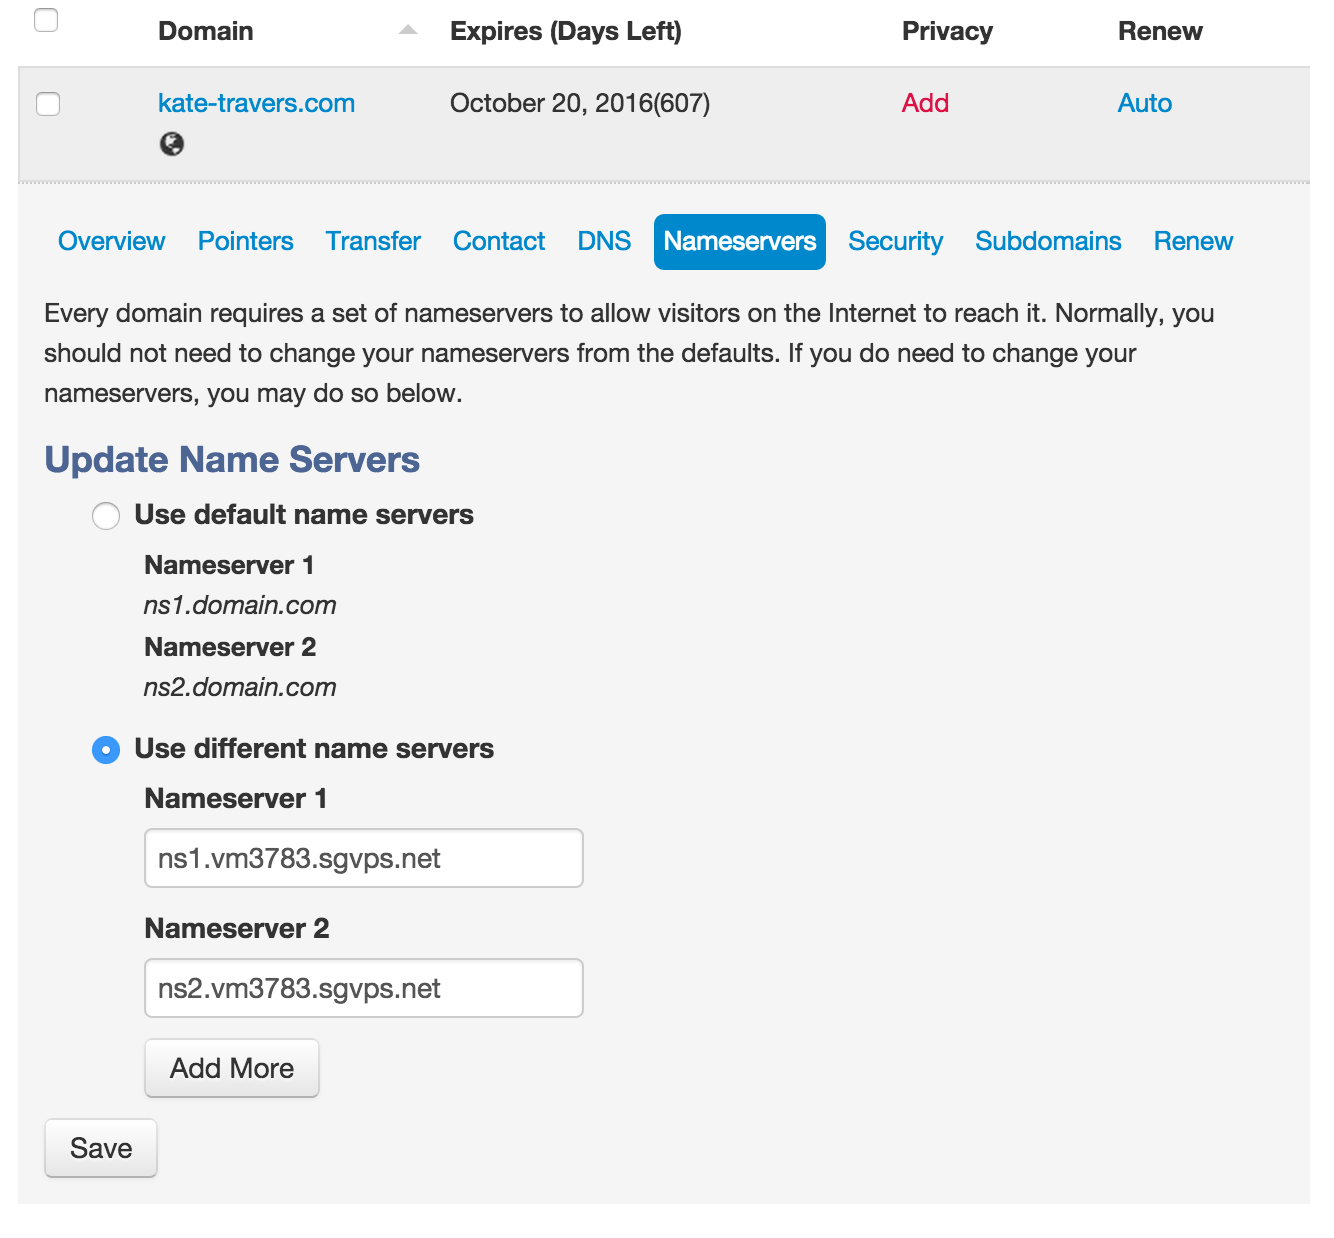 Domain Expires (Days Left) Privacy Renew
kate-travers.com October 20, 2016(607) Add Auto
Overview Pointers Transfer Contact DNS Nameservers Security Subdomains Renew
Every domain requires a set of nameservers to allow visitors on the Internet to reach it. Normally, you
should not need to change your nameservers from the defaults. If you do need to change your
nameservers, you may do so below.
Update Name Servers
Use default name servers
Nameserver 1
ns1.domain.com
Nameserver 2
ns2.domain.com
Use different name servers
Nameserver 1
ns1.vm3783.sgvps.net
Nameserver 2
ns2.vm3783.sgvps.net
Add More
Save